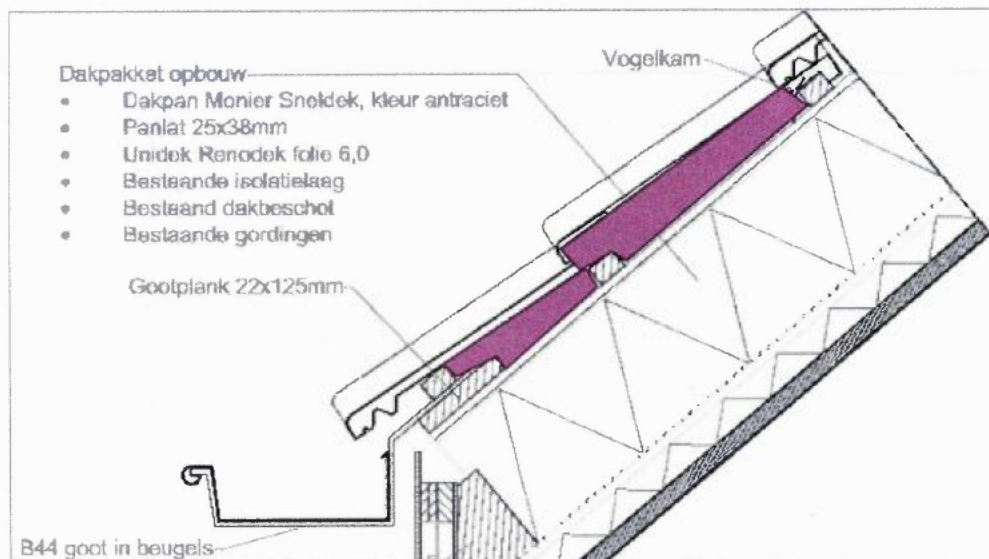 Dakpakket opbouw
• Dakpan Monier Sneldek, kleur antraciet
• Panlat 25x38mm
• Unidek Renodek folie 6,0
• Bestaande isolatielaag
• Bestaand dakbeschot
• Bestaande gordingen
Vogelkam
Gootplank 22x125mm
B44 goot in beugels